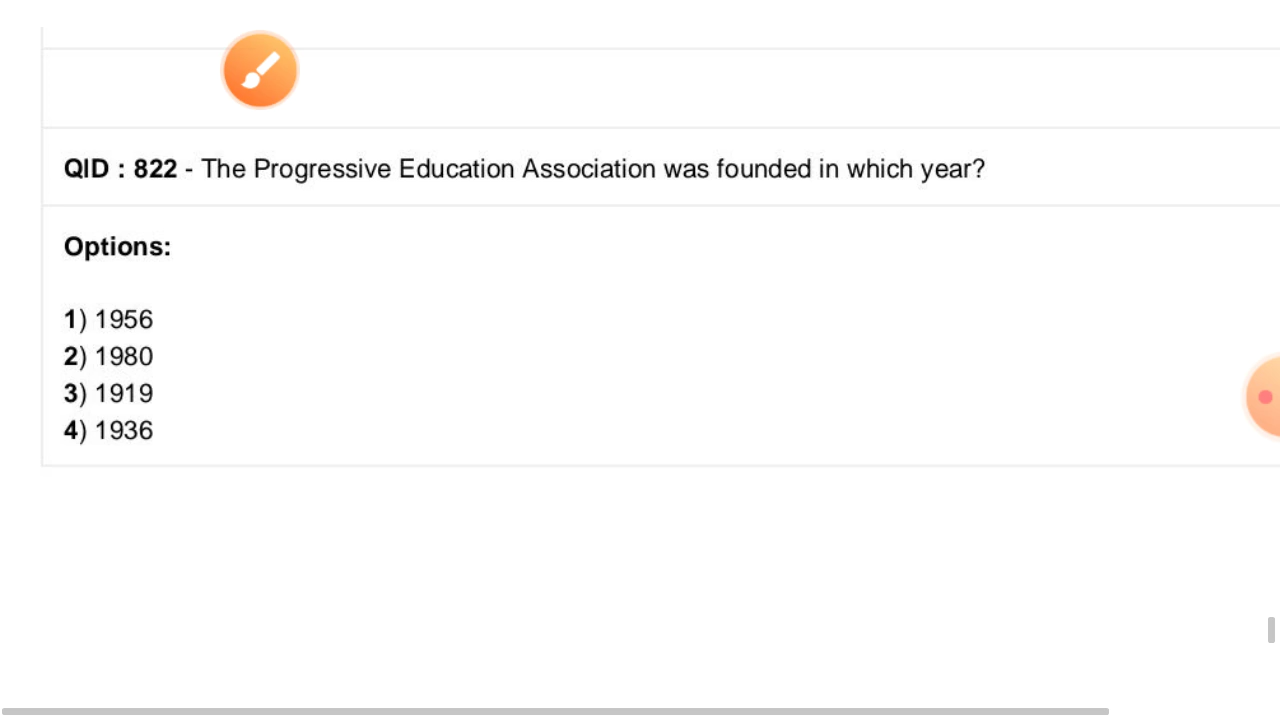 QID : 822 - The Progressive Education Association was founded in which year?
Options:
1) 1956
2) 1980
3) 1919
4) 1936